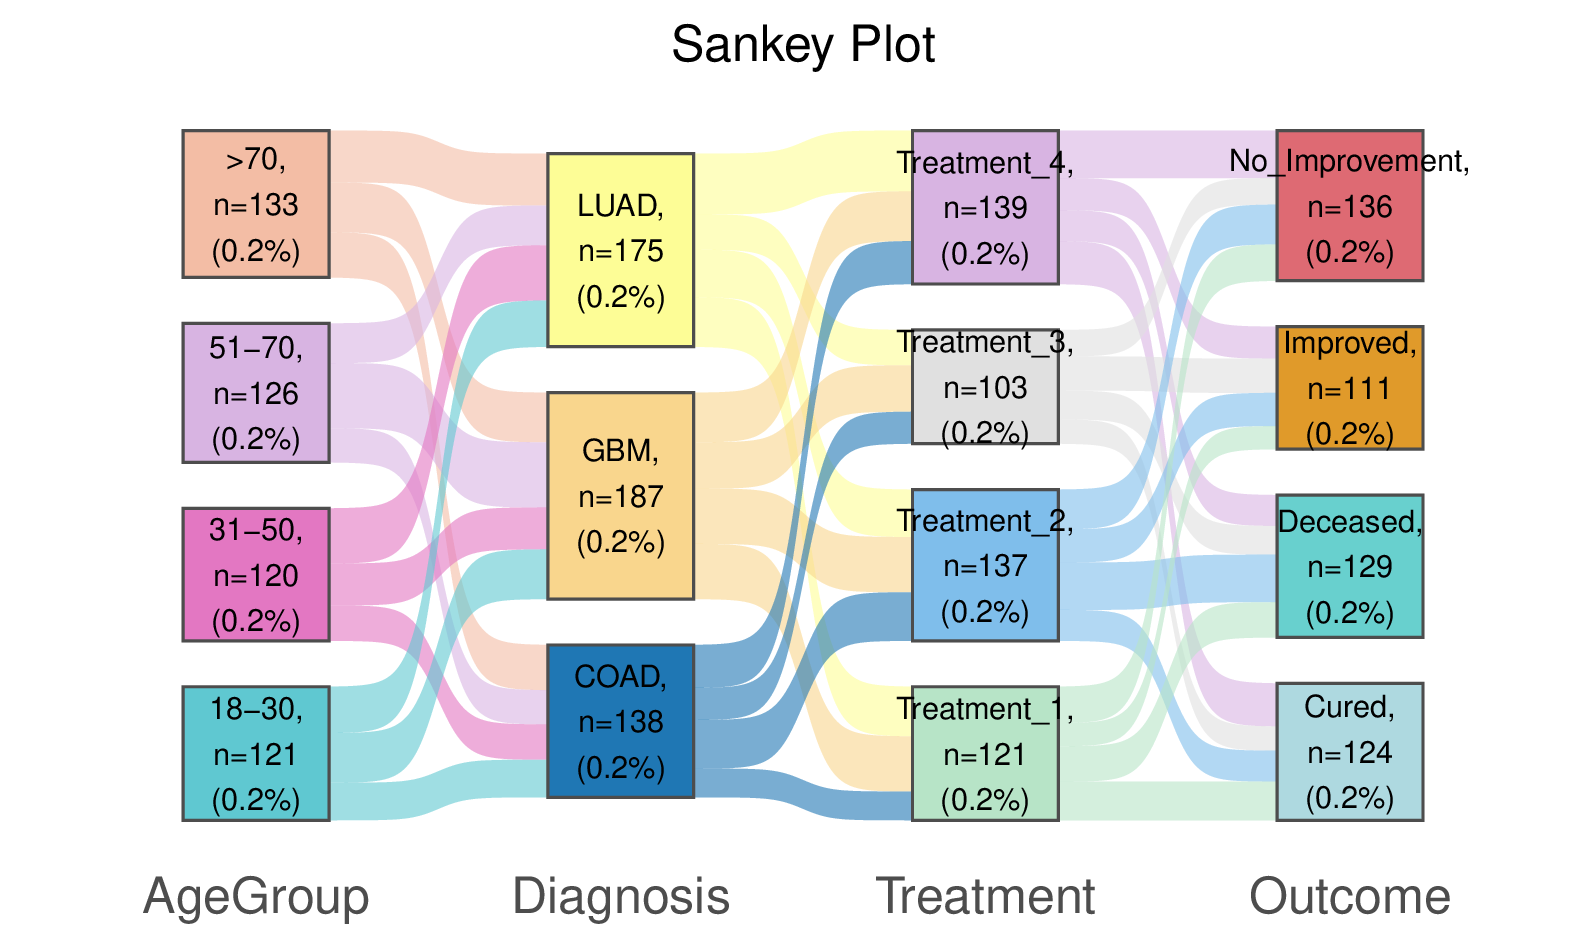 Sankey Plot
>70,
n=133
(0.2%)
51−70,
n=126
(0.2%)
31−50,
n=120
(0.2%)
18−30,
n=121
(0.2%)
LUAD,
n=175
(0.2%)
GBM,
n=187
(0.2%)
COAD,
n=138
(0.2%)
Treatment_4,
n=139
(0.2%)
Treatment_3,
n=103
(0.2%)
Treatment_2,
n=137
(0.2%)
Treatment_1,
n=121
(0.2%)
No_Improvement,
n=136
(0.2%)
Improved,
n=111
(0.2%)
Deceased,
n=129
(0.2%)
Cured,
n=124
(0.2%)
AgeGroup
Diagnosis
Treatment
Outcome